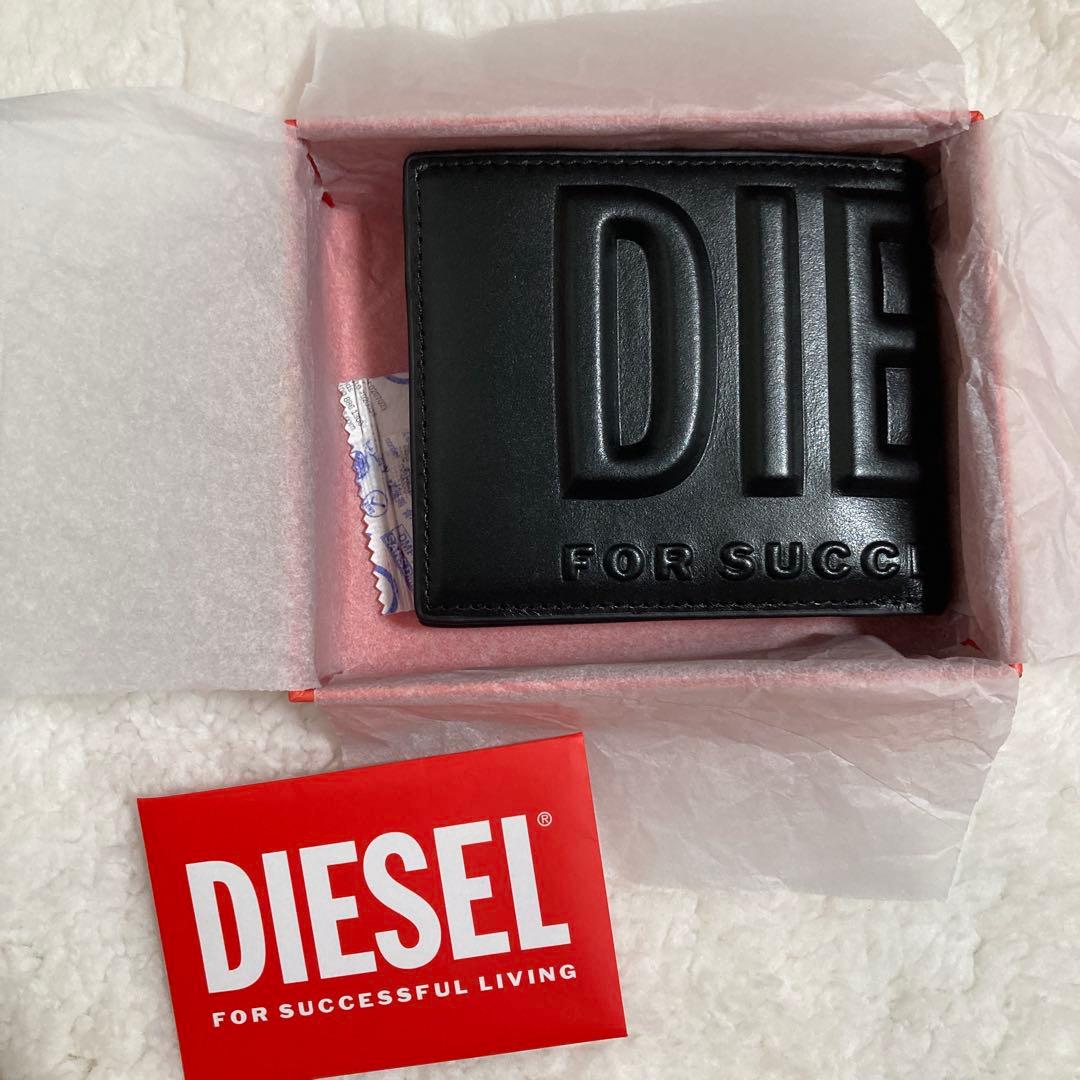 DIE
FOR SUCC
DIESEL®
FOR SUCCESSFUL LIVING